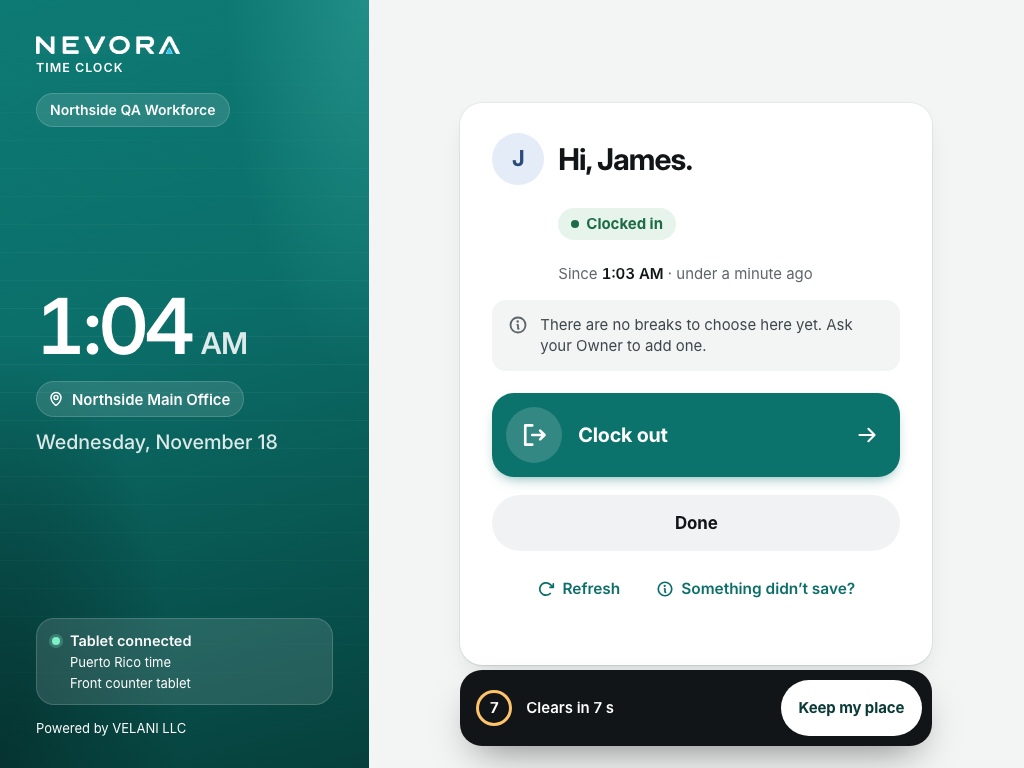 NEVORA
TIME CLOCK
Northside QA Workforce
1:04 AM
Northside Main Office
Wednesday, November 18
Tablet connected
Puerto Rico time
Front counter tablet
Powered by VELANI LLC
J
Hi, James.
Clocked in
Since 1:03 AM · under a minute ago
There are no breaks to choose here yet. Ask
your Owner to add one.
Clock out
Done
Refresh
Something didn’t save?
7
Clears in 7 s
Keep my place